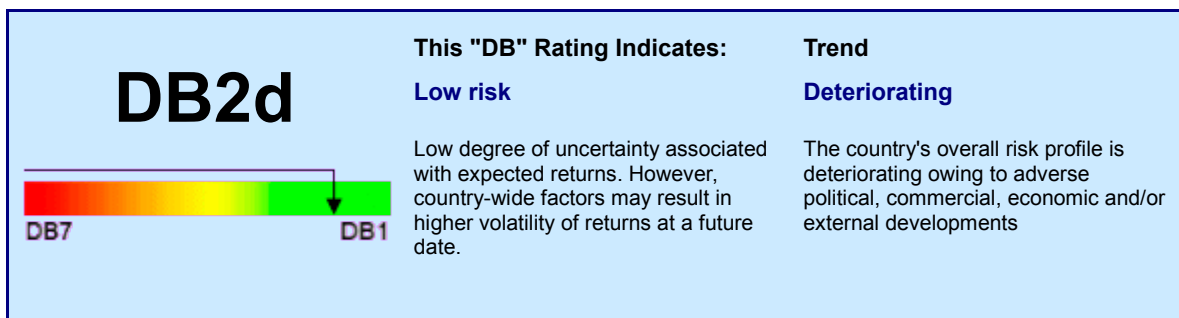 DB2d
DB7
DB1
This "DB" Rating Indicates:
Low risk
Low degree of uncertainty associated
with expected returns. However,
country-wide factors may result in
higher volatility of returns at a future
date.
Trend
Deteriorating
The country's overall risk profile is
deteriorating owing to adverse
political, commercial, economic and/or
external developments